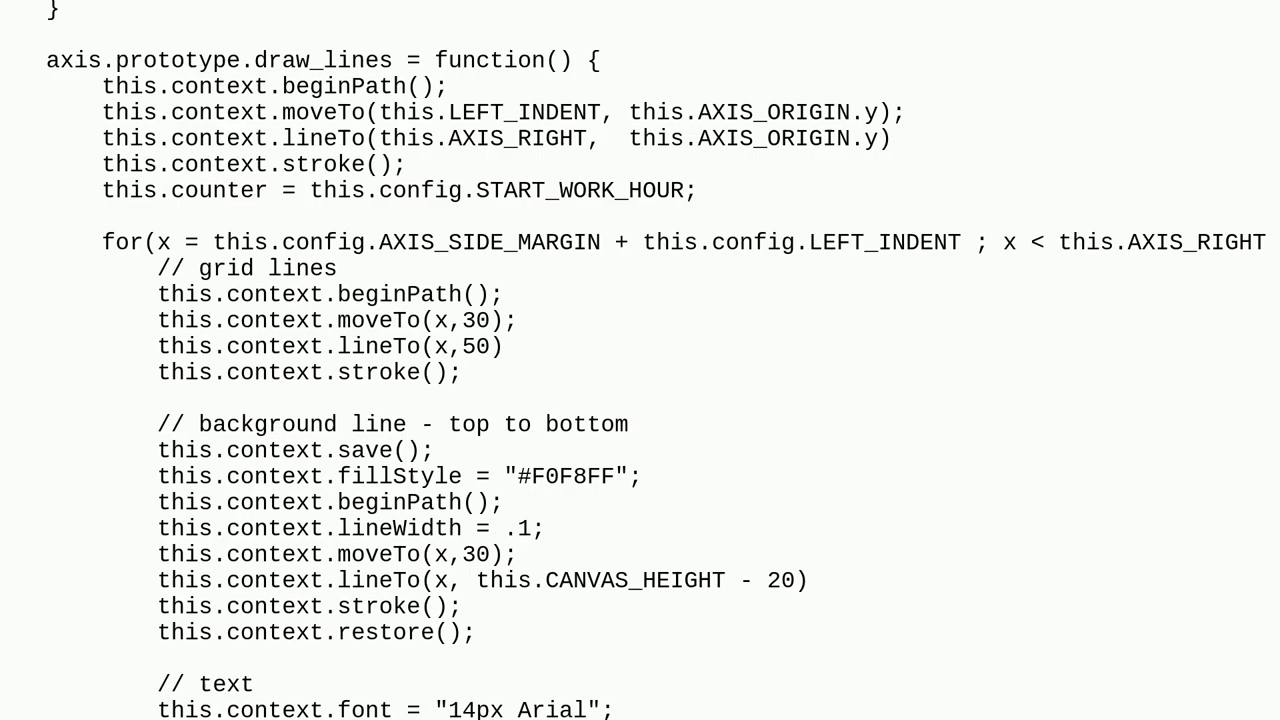 }
axis.prototype.draw_lines = function() {
this.context.beginPath();
this.context.moveTo(this.LEFT_INDENT, this.AXIS_ORIGIN.y);
this.context.lineTo(this.AXIS_RIGHT,  this.AXIS_ORIGIN.y)
this.context.stroke();
this.counter = this.config.START_WORK_HOUR;
for(x = this.config.AXIS_SIDE_MARGIN + this.config.LEFT_INDENT ; x < this.AXIS_RIGHT
// grid lines
this.context.beginPath();
this.context.moveTo(x,30);
this.context.lineTo(x,50)
this.context.stroke();
// background line - top to bottom
this.context.save();
this.context.fillStyle = "#F0F8FF";
this.context.beginPath();
this.context.lineWidth = .1;
this.context.moveTo(x,30);
this.context.lineTo(x, this.CANVAS_HEIGHT - 20)
this.context.stroke();
this.context.restore();
// text
this.context.font = "14px Arial";